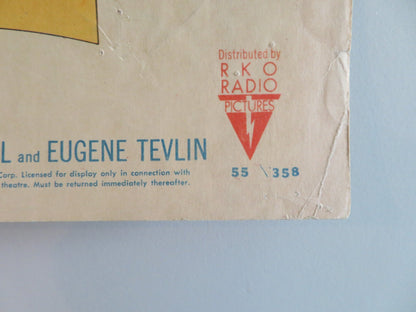 Distributed by
RKO
RADIO
PICTURES
L and EUGENE TEVLIN
Corp. Licensed for display only in connection with
theatre. Must be returned immediately thereafter.
55 358